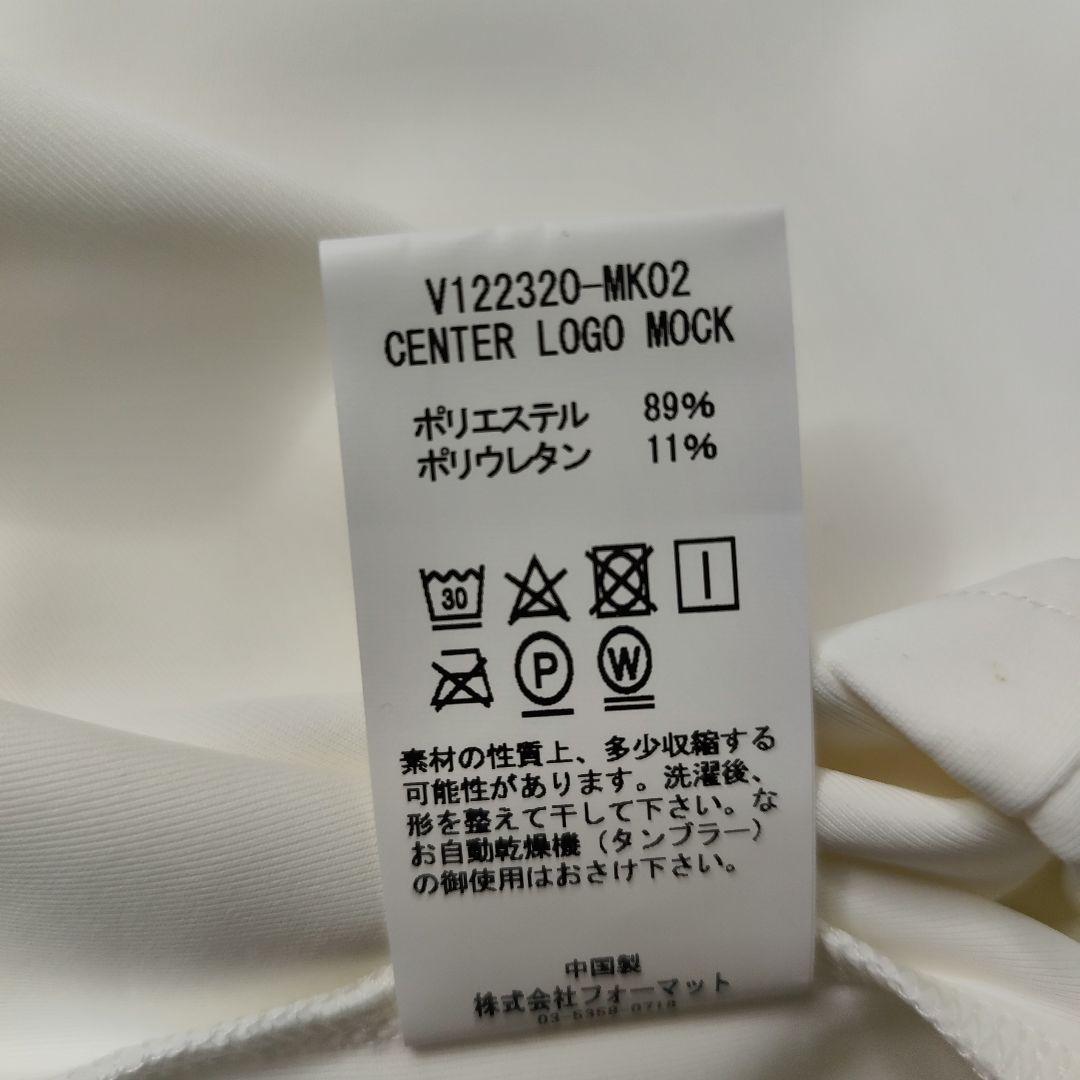 V122320-MK02
CENTER LOGO MOCK
ポリエステル 89%
ポリウレタン 11%
30
P W
素材の性質上、多少収縮する
可能性があります。洗濯後、
形を整えて干して下さい。な
お自動乾燥機（タンブラー）
の御使用はおさけ下さい。
中国製
株式会社フォーマット
03-5358-0718